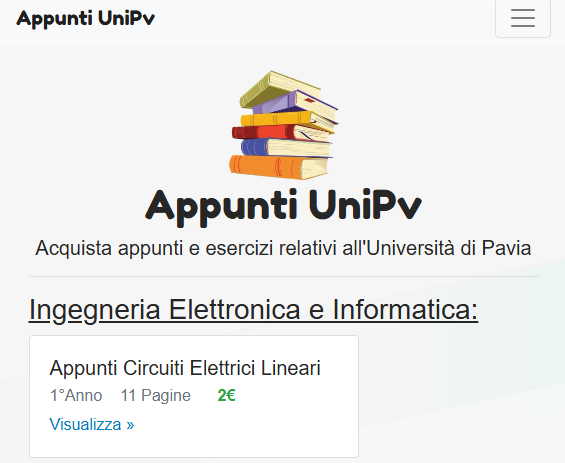 Appunti UniPv
Appunti UniPv
Acquista appunti e esercizi relativi all'Università di Pavia
Ingegneria Elettronica e Informatica:
Appunti Circuiti Elettrici Lineari
1°Anno 11 Pagine 2€
Visualizza »